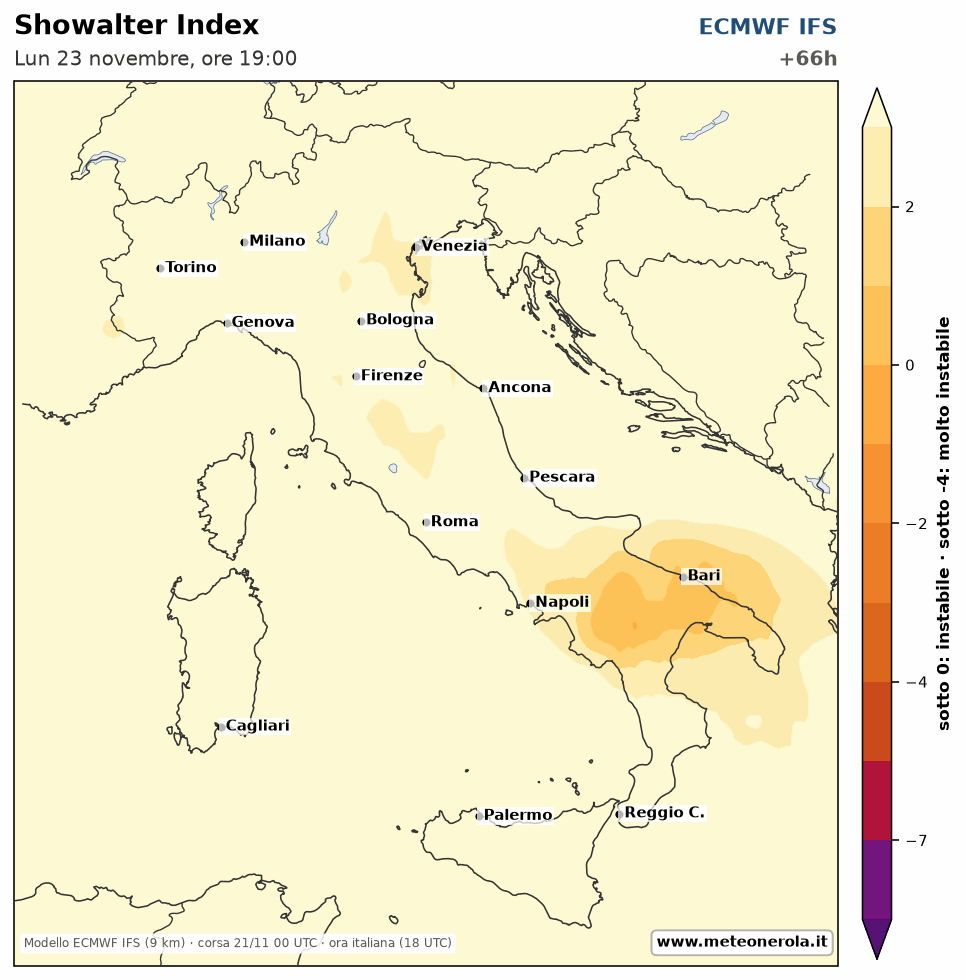 Showalter Index
ECMWF IFS
Lun 23 novembre, ore 19:00
+66h
Milano
Venezia
Torino
Genova
Bologna
Firenze
Ancona
Pescara
Roma
Bari
Napoli
Cagliari
Palermo
Reggio C.
2
0
−2
−4
−7
sotto 0: instabile · sotto -4: molto instabile
Modello ECMWF IFS (9 km) · corsa 21/11 00 UTC · ora italiana (18 UTC)
www.meteonerola.it